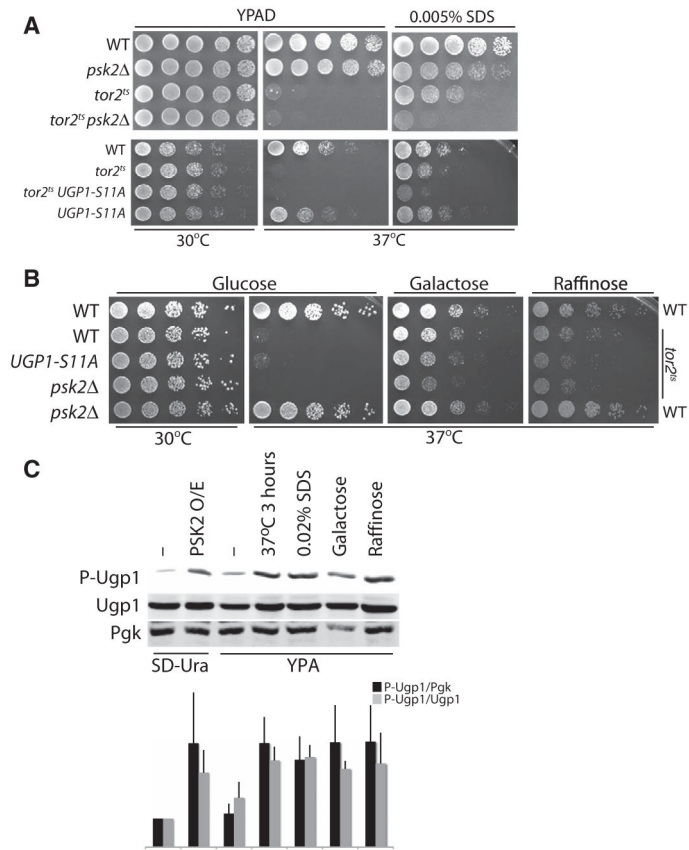 A
YPAD
0.005% SDS
WT
psk2Δ
tor2ts
tor2ts psk2Δ
WT
tor2ts
tor2ts UGP1-S11A
UGP1-S11A
30°C
37°C
B
Glucose
Galactose
Raffinose
WT
WT
WT
UGP1-S11A
psk2Δ
tor2ts
psk2Δ
WT
30°C
37°C
C
–
PSK2 O/E
–
37°C 3 hours
0.02% SDS
Galactose
Raffinose
P-Ugp1
Ugp1
Pgk
SD-Ura
YPA
P-Ugp1/Pgk
P-Ugp1/Ugp1